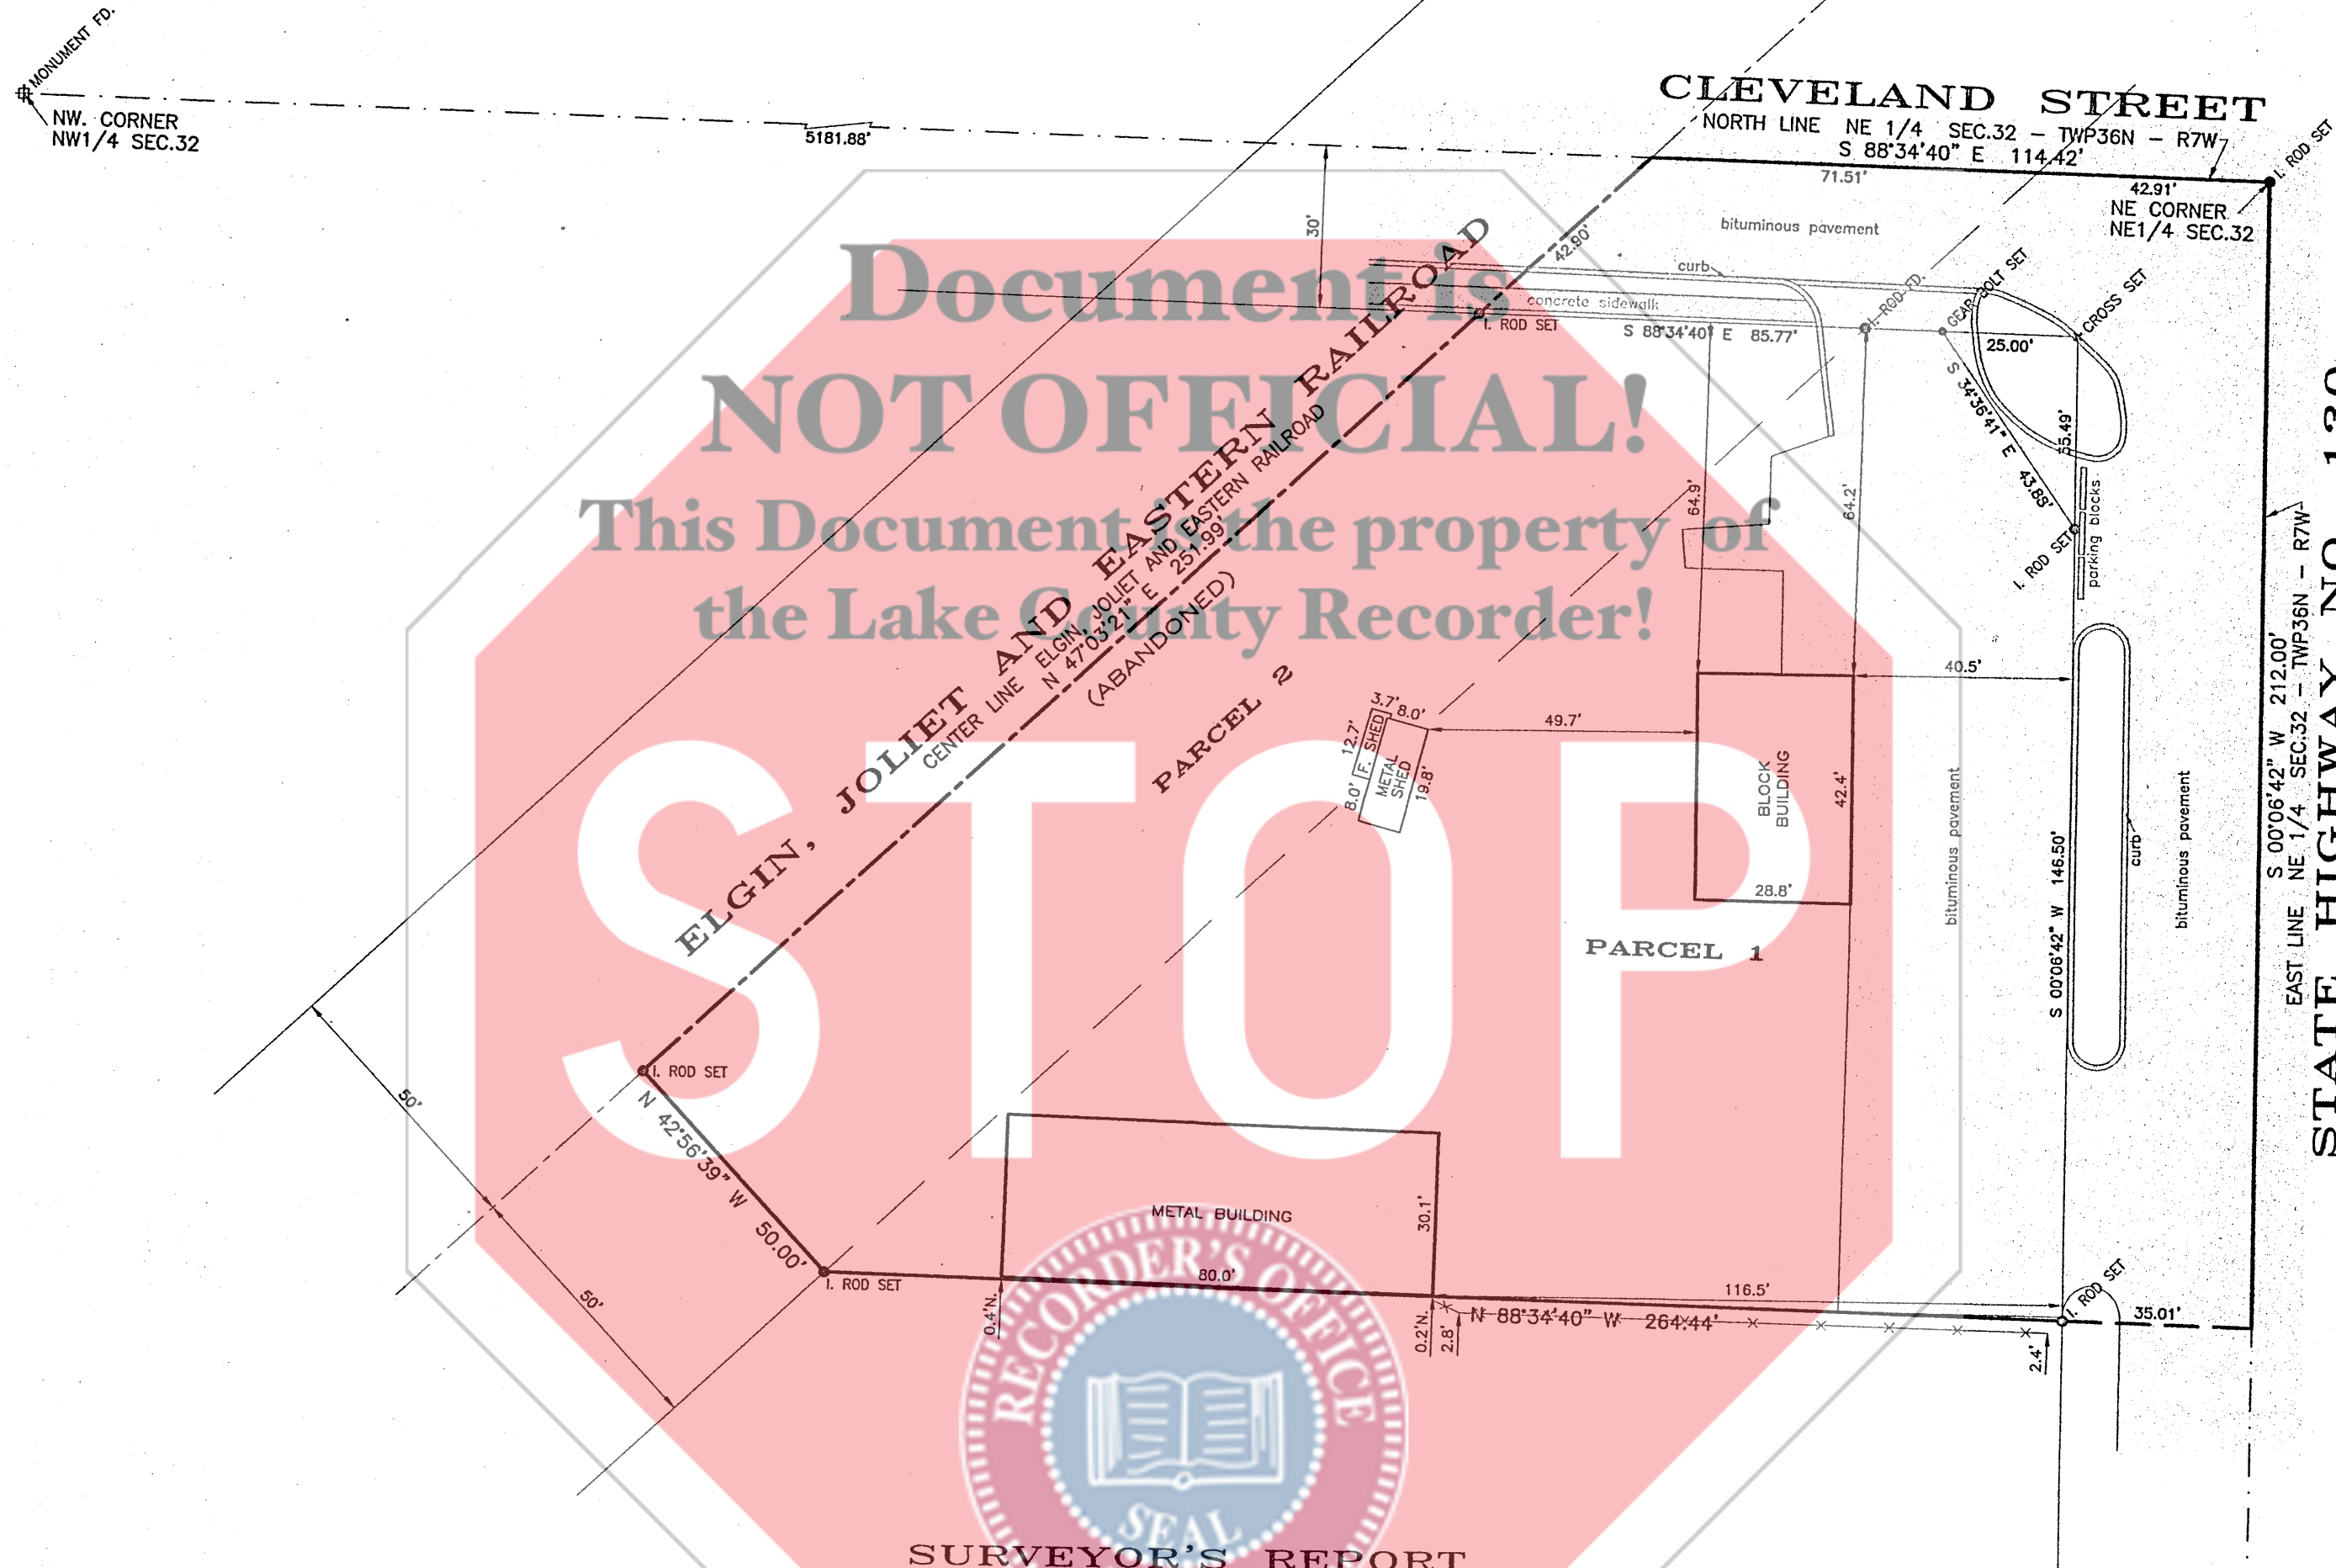 MONUMENT FD.
NW. CORNER
NW1/4 SEC.32
5181.88'
CLEVELAND STREET
NORTH LINE NE 1/4 SEC.32 - TWP36N - R7W
S 88°34'40" E 114.42'
71.51'
42.91'
I. ROD SET
NE CORNER
NE1/4 SEC.32
bituminous pavement
30'
42.90'
curb
concrete sidewalk
I. ROD SET
S 88°34'40" E 85.77'
I. ROD FD.
GEAR BOLT SET
CROSS SET
25.00'
S 34°36'41" E 43.88'
65.49'
I. ROD SET
parking blocks
Document is
NOT OFFICIAL!
This Document is the property of
the Lake County Recorder!
STOP
ELGIN, JOLIET AND EASTERN RAILROAD
CENTER LINE ELGIN, JOLIET AND EASTERN RAILROAD
N 47°03'21" E 251.99'
(ABANDONED)
PARCEL 2
64.9'
64.2'
40.5'
3.7'
8.0'
12.7'
F. SHED
8.0'
METAL
SHED
19.8'
49.7'
BLOCK
BUILDING
42.4'
28.8'
PARCEL 1
bituminous pavement
S 00°06'42" W 146.50'
curb
bituminous pavement
S 00°06'42" W 212.00'
EAST LINE NE 1/4 SEC.32 - TWP36N - R7W
STATE HIGHWAY NO. 130
I. ROD SET
N 42°56'39" W 50.00'
50'
50'
I. ROD SET
METAL BUILDING
30.1'
80.0'
0.4'N.
0.2'N.
2.8'
116.5'
N 88°34'40" W 264.44'
I. ROD SET
35.01'
2.4'
RECORDER'S OFFICE
SEAL
SURVEYOR'S REPORT